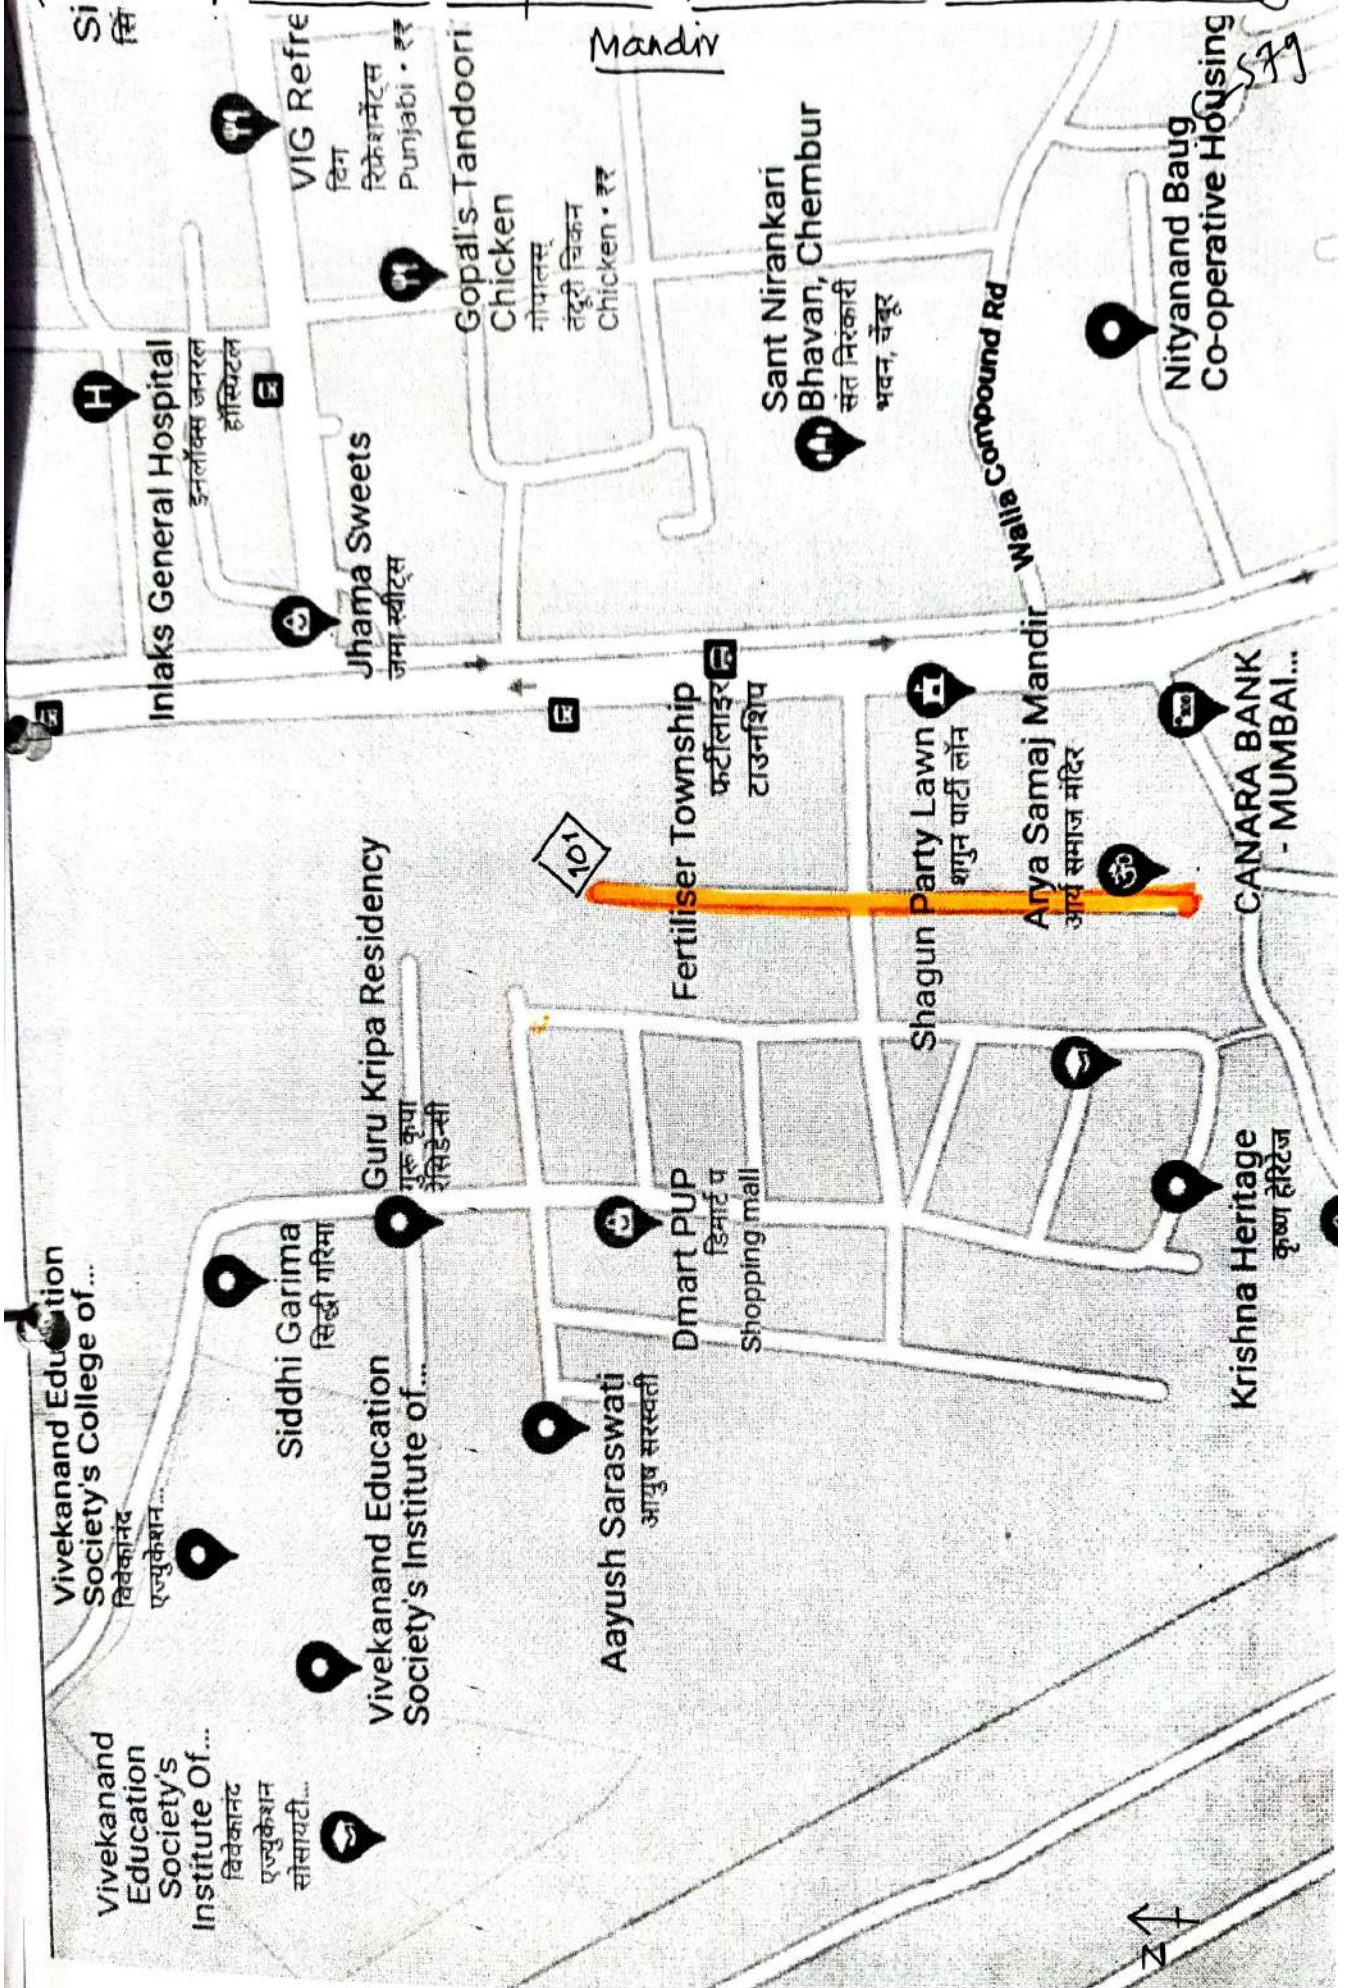 Si
सिं
Mandir
579
VIG Refre
विग
रिफ्रेशमेंट्स
Punjabi • ₹₹
Gopal's Tandoori
Chicken
गोपालस्
तंदूरी चिकन
Chicken • ₹₹
Inlaks General Hospital
इनलॉक्स जनरल
हॉस्पिटल
H
Jhama Sweets
जमा स्वीट्स
Sant Nirankari
Bhavan, Chembur
संत निरंकारी
भवन, चेंबूर
Walia Compound Rd
Nityanand Baug
Co-operative Housing
Fertiliser Township
फर्टीलाइर
टाउनशिप
101
Shagun Party Lawn
शगुन पार्टी लॉन
Arya Samaj Mandir
आर्य समाज मंदिर
ॐ
CANARA BANK
- MUMBAI...
Guru Kripa Residency
गुरू कृपा
रेसिडेन्सी
Siddhi Garima
सिद्धी गरिमा
Dmart PUP
डिमार्ट प
Shopping mall
Krishna Heritage
कृष्ण हेरिटेज
Aayush Saraswati
आयुष सरस्वती
Vivekanand Education
Society's College of...
विवेकानंद
एज्युकेशन...
Vivekanand Education
Society's Institute of...
Vivekanand
Education
Society's
Institute Of...
विवेकानंद
एज्युकेशन
सोसायटी...
N